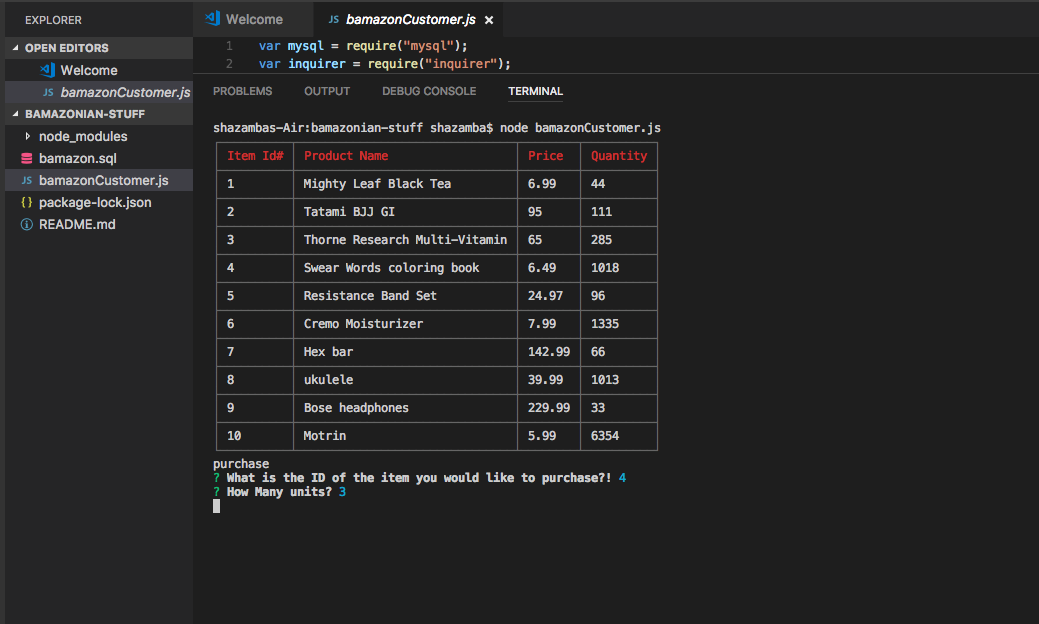 EXPLORER
OPEN EDITORS
Welcome
JS bamazonCustomer.js
BAMAZONIAN-STUFF
node_modules
bamazon.sql
JS bamazonCustomer.js
{} package-lock.json
README.md
Welcome
JS bamazonCustomer.js ×
1 var mysql = require("mysql");
2 var inquirer = require("inquirer");
PROBLEMS OUTPUT DEBUG CONSOLE TERMINAL
shazambas-Air:bamazonian-stuff shazamba$ node bamazonCustomer.js
Item Id# Product Name Price Quantity
1 Mighty Leaf Black Tea 6.99 44
2 Tatami BJJ GI 95 111
3 Thorne Research Multi-Vitamin 65 285
4 Swear Words coloring book 6.49 1018
5 Resistance Band Set 24.97 96
6 Cremo Moisturizer 7.99 1335
7 Hex bar 142.99 66
8 ukulele 39.99 1013
9 Bose headphones 229.99 33
10 Motrin 5.99 6354
purchase
? What is the ID of the item you would like to purchase?! 4
? How Many units? 3